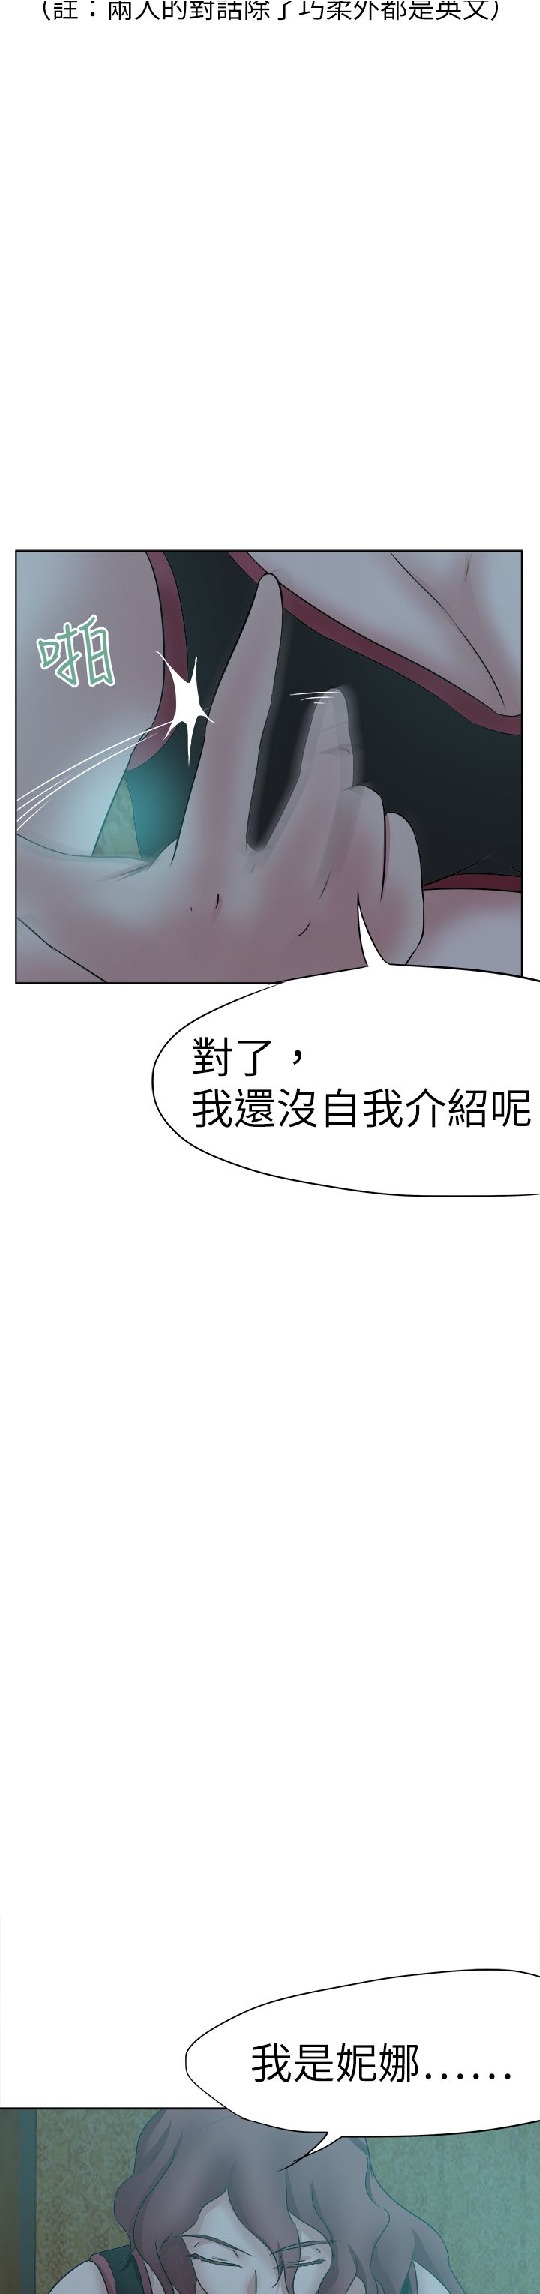 （註：兩人的對話除了巧柔外都是英文）
啪
對了，
我還沒自我介紹呢
我是妮娜……